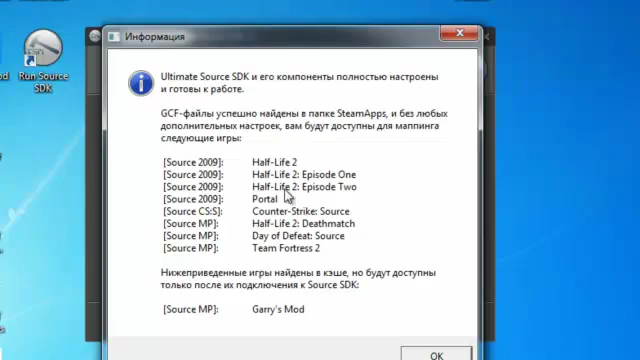 Информация
Run Source
SDK
Ultimate Source SDK и его компоненты полностью настроены
и готовы к работе.
GCF-файлы успешно найдены в папке SteamApps, и без любых
дополнительных настроек, вам будут доступны для маппинга
следующие игры:
[Source 2009]: Half-Life 2
[Source 2009]: Half-Life 2: Episode One
[Source 2009]: Half-Life 2: Episode Two
[Source 2009]: Portal
[Source CS:S]: Counter-Strike: Source
[Source MP]: Half-Life 2: Deathmatch
[Source MP]: Day of Defeat: Source
[Source MP]: Team Fortress 2
Нижеприведенные игры найдены в кэше, но будут доступны
только после их подключения к Source SDK:
[Source MP]: Garry's Mod
OK